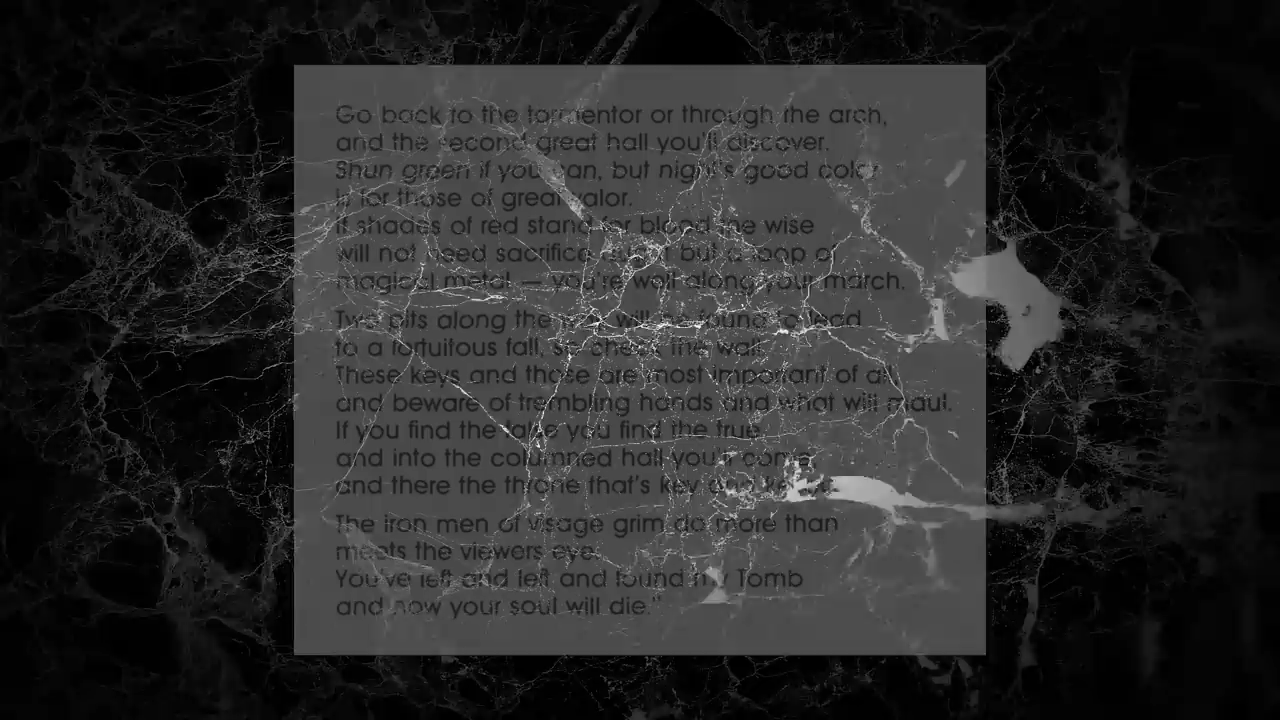 Go back to the tormentor or through the arch,
and the second great hall you'll discover.
Shun green if you can, but night's good color
is for those of great valor.
If shades of red stand for blood the wise
will not need sacrifice aught but a loop of
magical metal — you're well along your march.
Two pits along the way will be found to lead
to a fortuitous fall, so check the wall.
These keys and those are most important of all,
and beware of trembling hands and what will maul.
If you find the false you find the true
and into the columned hall you'll come,
and there the throne that's key and keyed.
The iron men of visage grim do more than
meets the viewers eye.
You've left and left and found my Tomb
and now your soul will die."